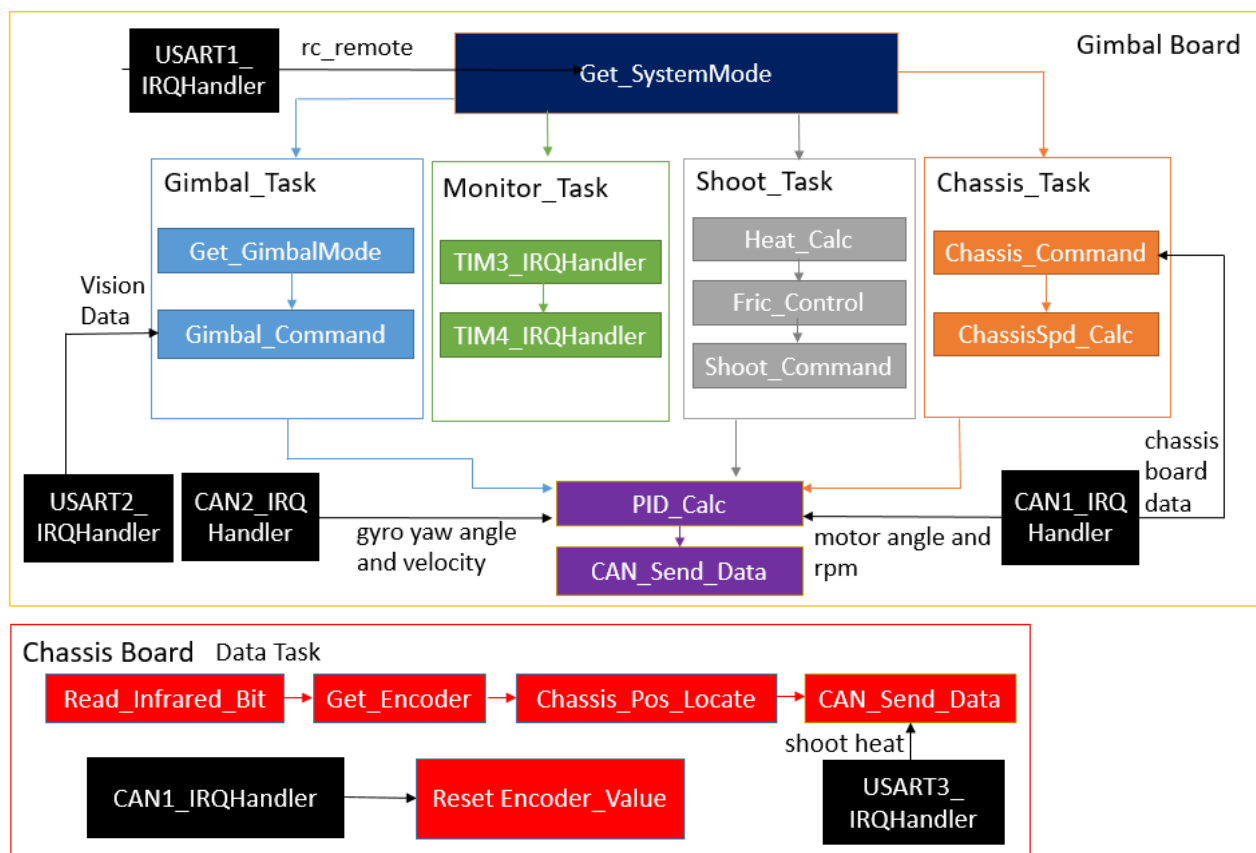 Gimbal Board
USART1_
IRQHandler
rc_remote
Get_SystemMode
Gimbal_Task
Get_GimbalMode
Gimbal_Command
Monitor_Task
TIM3_IRQHandler
TIM4_IRQHandler
Shoot_Task
Heat_Calc
Fric_Control
Shoot_Command
Chassis_Task
Chassis_Command
ChassisSpd_Calc
Vision
Data
USART2_
IRQHandler
CAN2_IRQ
Handler
gyro yaw angle
and velocity
PID_Calc
CAN_Send_Data
motor angle and
rpm
CAN1_IRQ
Handler
chassis
board
data
Chassis Board Data Task
Read_Infrared_Bit
Get_Encoder
Chassis_Pos_Locate
CAN_Send_Data
shoot heat
CAN1_IRQHandler
Reset Encoder_Value
USART3_
IRQHandler